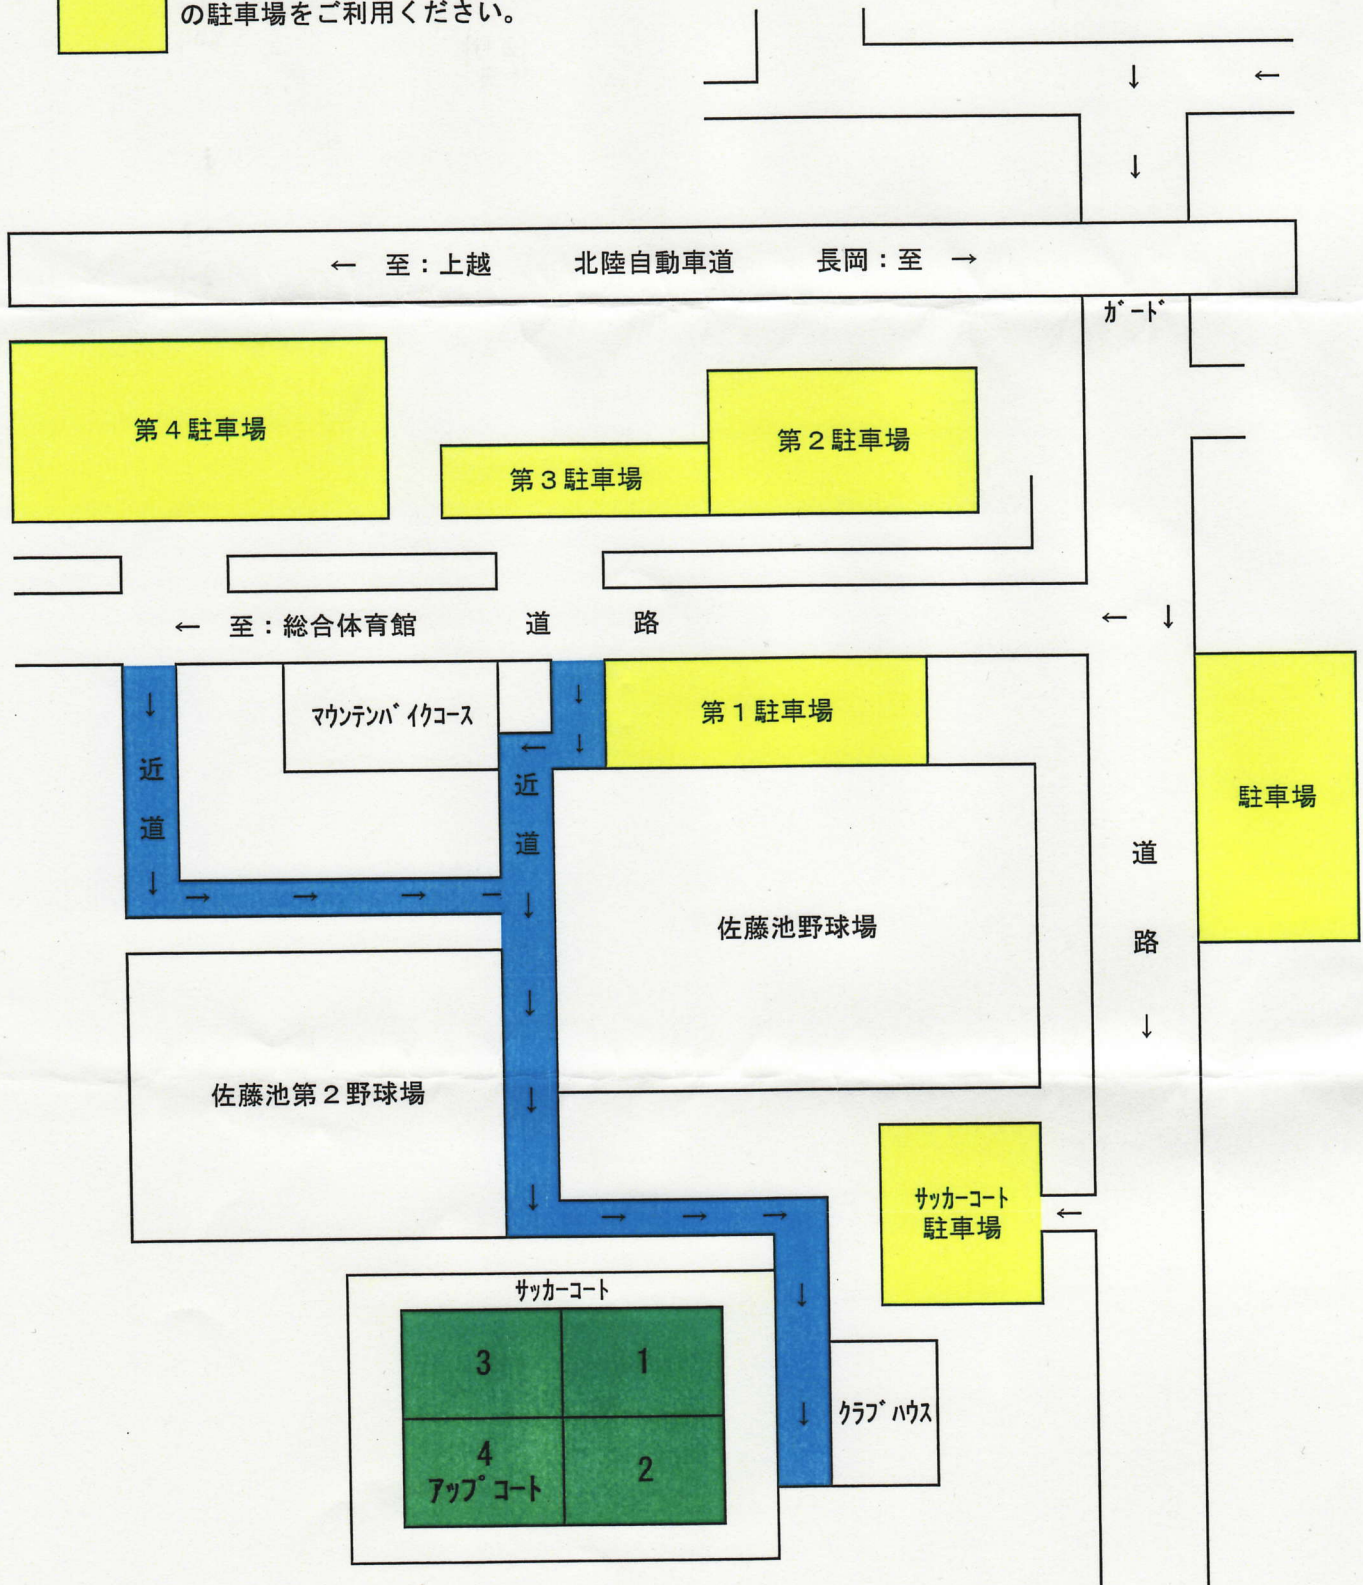 の駐車場をご利用ください。
↓ ←
↓
← 至：上越 北陸自動車道 長岡：至 →
ガード
第４駐車場
第２駐車場
第３駐車場
← 至：総合体育館 道 路
← ↓
マウンテンバイクコース
第１駐車場
↓
↓
← ↓
近
道
近
道
駐車場
道
路
↓
↓ → → → →
↓
佐藤池野球場
↓
佐藤池第２野球場
↓
↓
→ → →
サッカーコート
駐車場
←
サッカーコート
↓
3
1
4
アップコート
2
↓
クラブハウス